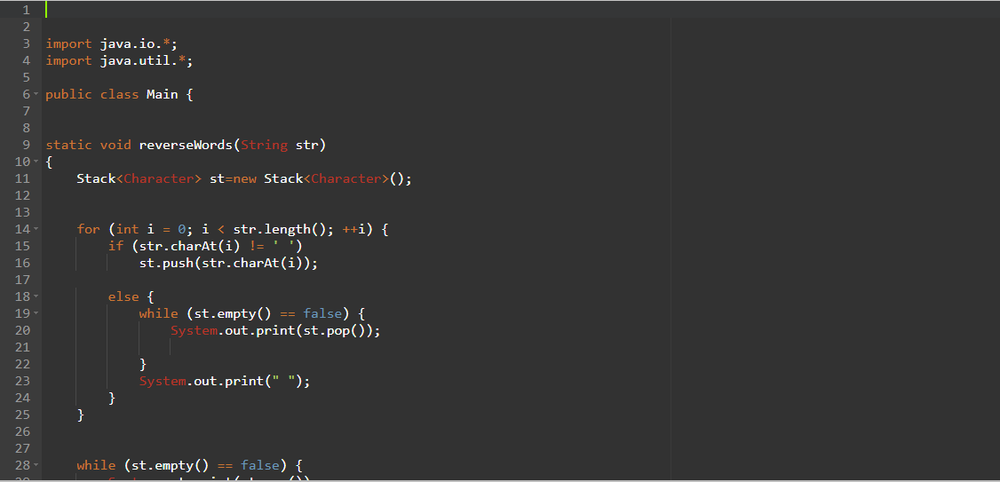 1
2
3 import java.io.*;
4 import java.util.*;
5
6 public class Main {
7
8
9 static void reverseWords(String str)
10 {
11     Stack<Character> st=new Stack<Character>();
12
13
14     for (int i = 0; i < str.length(); ++i) {
15         if (str.charAt(i) != ' ')
16             st.push(str.charAt(i));
17
18         else {
19             while (st.empty() == false) {
20                 System.out.print(st.pop());
21
22             }
23             System.out.print(" ");
24         }
25     }
26
27
28     while (st.empty() == false) {